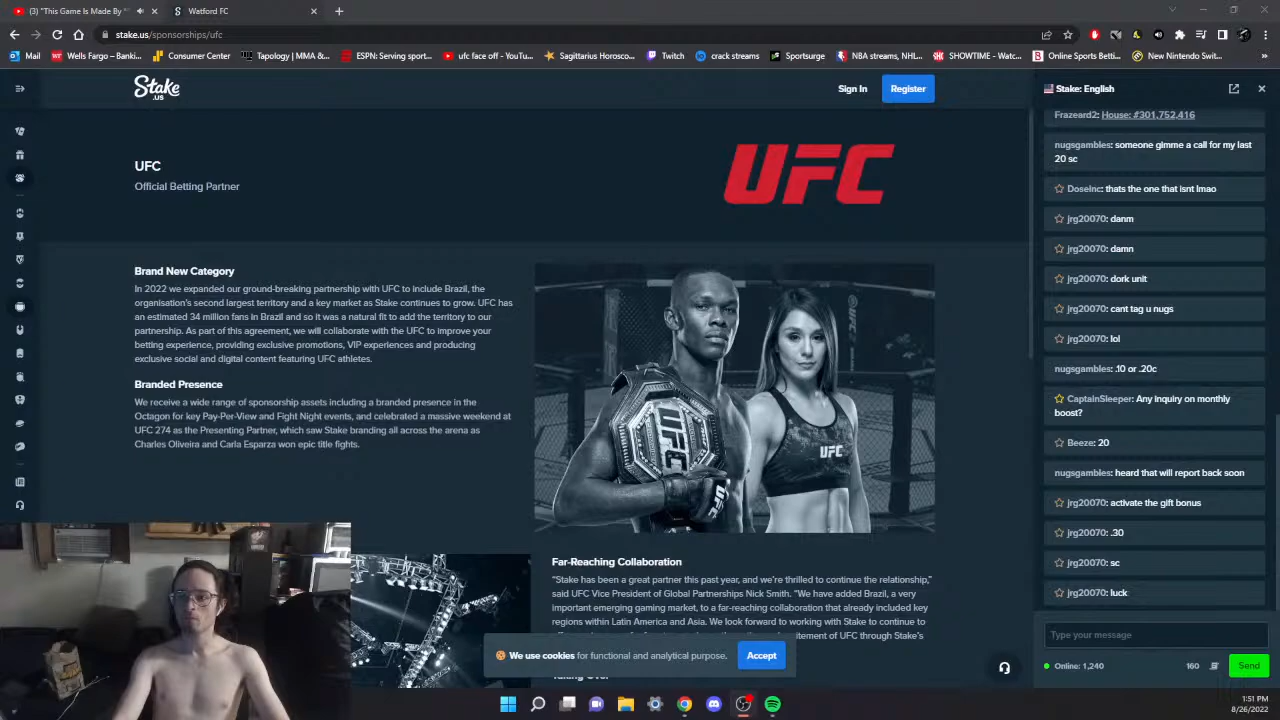 (3) "This Game Is Made By "
Watford FC
stake.us/sponsorships/ufc
Mail
Wells Fargo – Bankin...
Consumer Center
Tapology | MMA &...
ESPN: Serving sport...
ufc face off - YouTu...
Sagittarius Horosco...
Twitch
crack streams
Sportsurge
NBA streams, NHL...
SHOWTIME - Watc...
Online Sports Betti...
New Nintendo Swit...
Stake
.us
Sign In
Register
UFC
Official Betting Partner
UFC
Brand New Category
In 2022 we expanded our ground-breaking partnership with UFC to include Brazil, the
organisation's second largest territory and a key market as Stake continues to grow. UFC has
an estimated 34 million fans in Brazil and so it was a natural fit to add the territory to our
partnership. As part of this agreement, we will collaborate with the UFC to improve your
betting experience, providing exclusive promotions, VIP experiences and producing
exclusive social and digital content featuring UFC athletes.
Branded Presence
We receive a wide range of sponsorship assets including a branded presence in the
Octagon for key Pay-Per-View and Fight Night events, and celebrated a massive weekend at
UFC 274 as the Presenting Partner, which saw Stake branding all across the arena as
Charles Oliveira and Carla Esparza won epic title fights.
UFC
UFC
UFC
Far-Reaching Collaboration
"Stake has been a great partner this past year, and we're thrilled to continue the relationship,"
said UFC Vice President of Global Partnerships Nick Smith. "We have added Brazil, a very
important emerging gaming market, to a far-reaching collaboration that already included key
regions within Latin America and Asia. We look forward to working with Stake to continue to
itement of UFC through Stake's
We use cookies for functional and analytical purpose.
Accept
Stake: English
Frazeard2: House: #301,752,416
nugsgambles: someone gimme a call for my last
20 sc
DoseInc: thats the one that isnt lmao
jrg20070: danm
jrg20070: damn
jrg20070: dork unit
jrg20070: cant tag u nugs
jrg20070: lol
nugsgambles: .10 or .20c
CaptainSleeper: Any inquiry on monthly
boost?
Beeze: 20
nugsgambles: heard that will report back soon
jrg20070: activate the gift bonus
jrg20070: .30
jrg20070: sc
jrg20070: luck
Type your message
Online: 1,240
160
Send
1:51 PM
8/26/2022